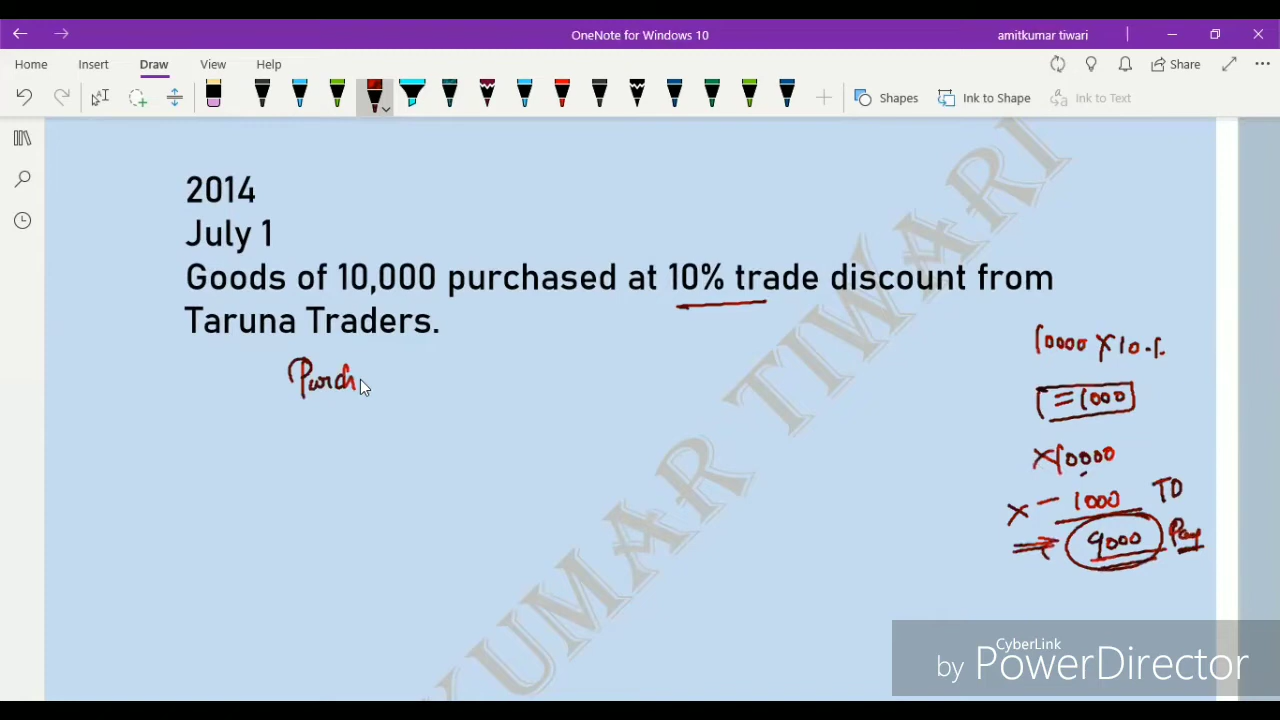 OneNote for Windows 10
amitkumar tiwari
Home Insert Draw View Help
Share
Shapes Ink to Shape Ink to Text
2014
July 1
Goods of 10,000 purchased at 10% trade discount from
Taruna Traders.
Purch
10000 X 10%
= 1000
X 10000
X - 1000 TD
9000 Pay
KUMAR TIWARI
CyberLink
by PowerDirector